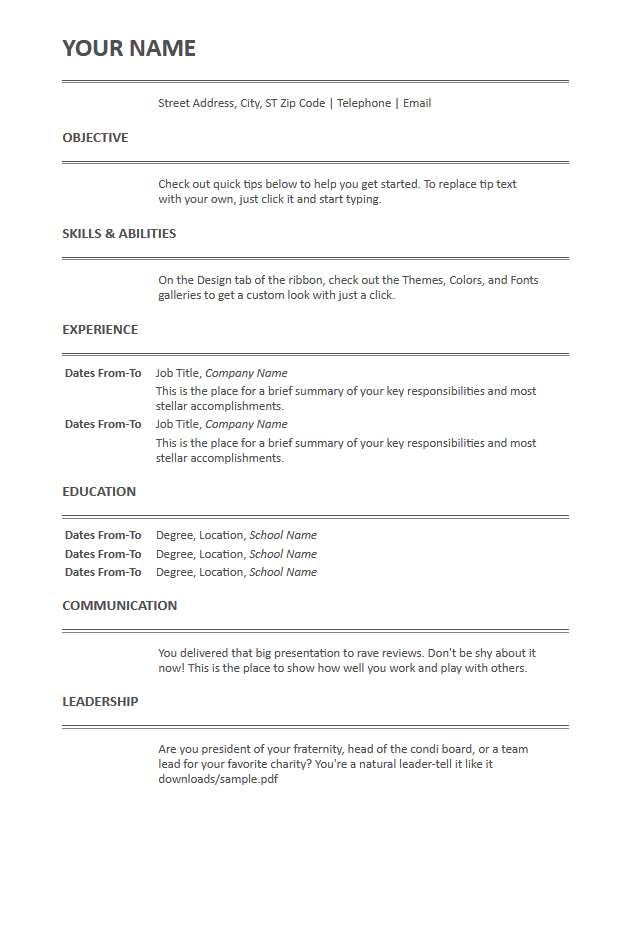 YOUR NAME
Street Address, City, ST Zip Code | Telephone | Email
OBJECTIVE
Check out quick tips below to help you get started. To replace tip text
with your own, just click it and start typing.
SKILLS & ABILITIES
On the Design tab of the ribbon, check out the Themes, Colors, and Fonts
galleries to get a custom look with just a click.
EXPERIENCE
Dates From-To Job Title, Company Name
This is the place for a brief summary of your key responsibilities and most
stellar accomplishments.
Dates From-To Job Title, Company Name
This is the place for a brief summary of your key responsibilities and most
stellar accomplishments.
EDUCATION
Dates From-To Degree, Location, School Name
Dates From-To Degree, Location, School Name
Dates From-To Degree, Location, School Name
COMMUNICATION
You delivered that big presentation to rave reviews. Don't be shy about it
now! This is the place to show how well you work and play with others.
LEADERSHIP
Are you president of your fraternity, head of the condi board, or a team
lead for your favorite charity? You're a natural leader-tell it like it
downloads/sample.pdf